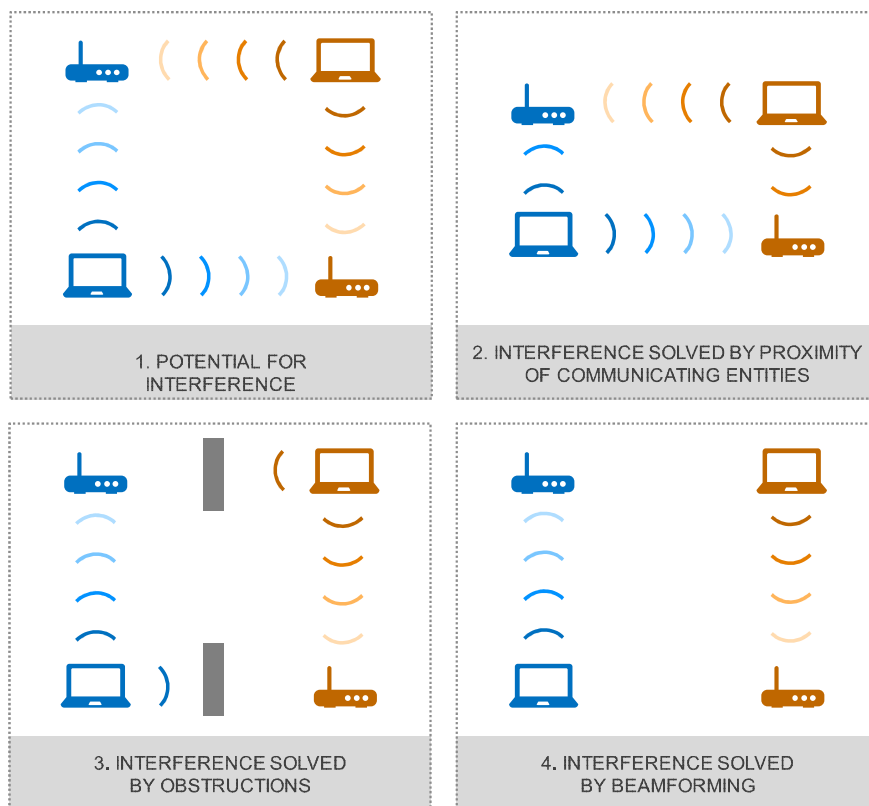 1. POTENTIAL FOR
INTERFERENCE
2. INTERFERENCE SOLVED BY PROXIMITY
OF COMMUNICATING ENTITIES
3. INTERFERENCE SOLVED
BY OBSTRUCTIONS
4. INTERFERENCE SOLVED
BY BEAMFORMING